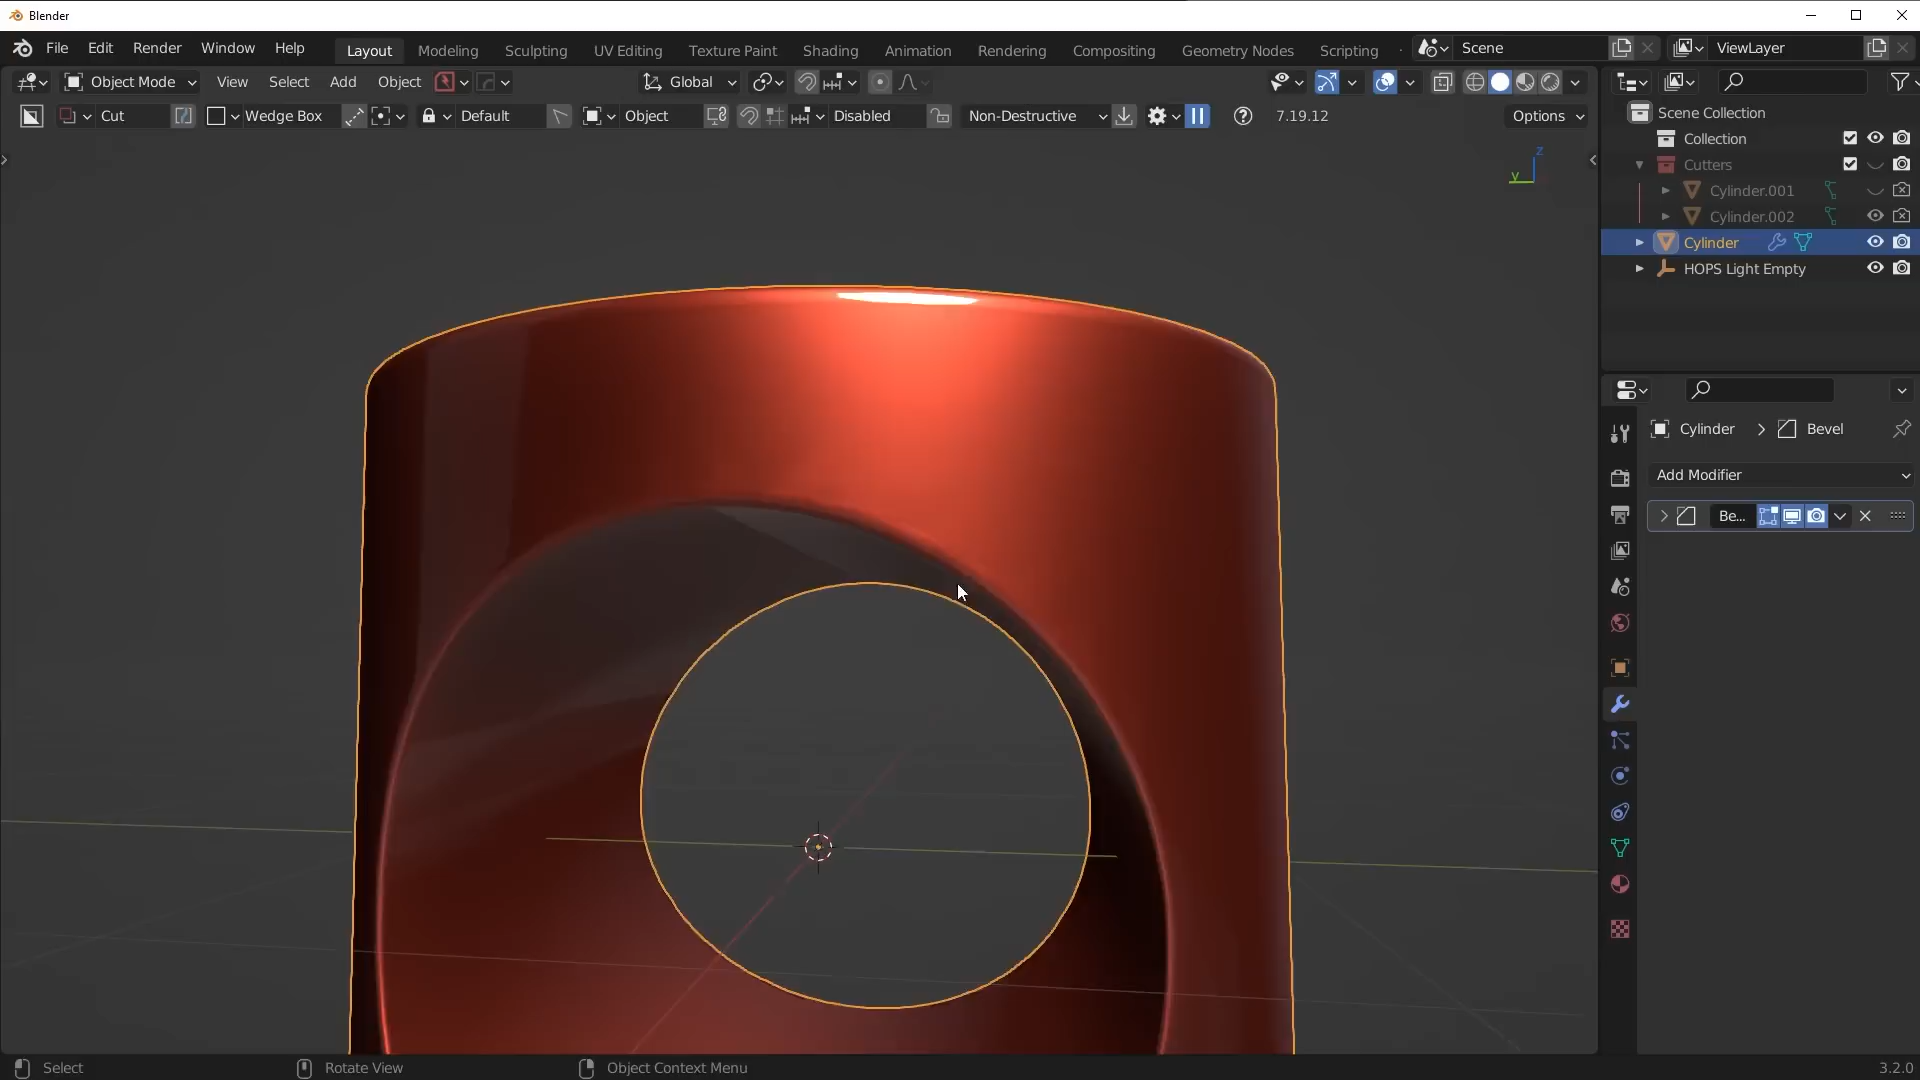 Blender
File Edit Render Window Help Layout Modeling Sculpting UV Editing Texture Paint Shading Animation Rendering Compositing Geometry Nodes Scripting Scene ViewLayer
Object Mode View Select Add Object Global
Cut Wedge Box Default Object Disabled Non-Destructive 7.19.12 Options
Scene Collection
Collection
Cutters
Cylinder.001
Cylinder.002
Cylinder
HOPS Light Empty
z
y
Cylinder > Bevel
Add Modifier
Be...
Select Rotate View Object Context Menu 3.2.0